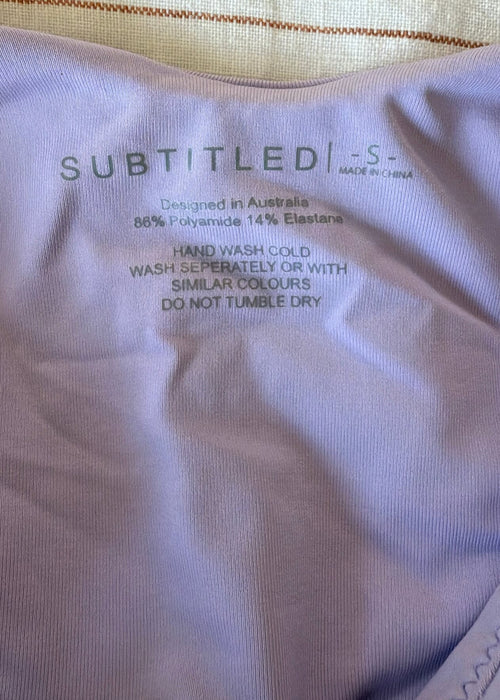 SUBTITLED| - S -
MADE IN CHINA
Designed in Australia
86% Polyamide 14% Elastane
HAND WASH COLD
WASH SEPERATELY OR WITH
SIMILAR COLOURS
DO NOT TUMBLE DRY